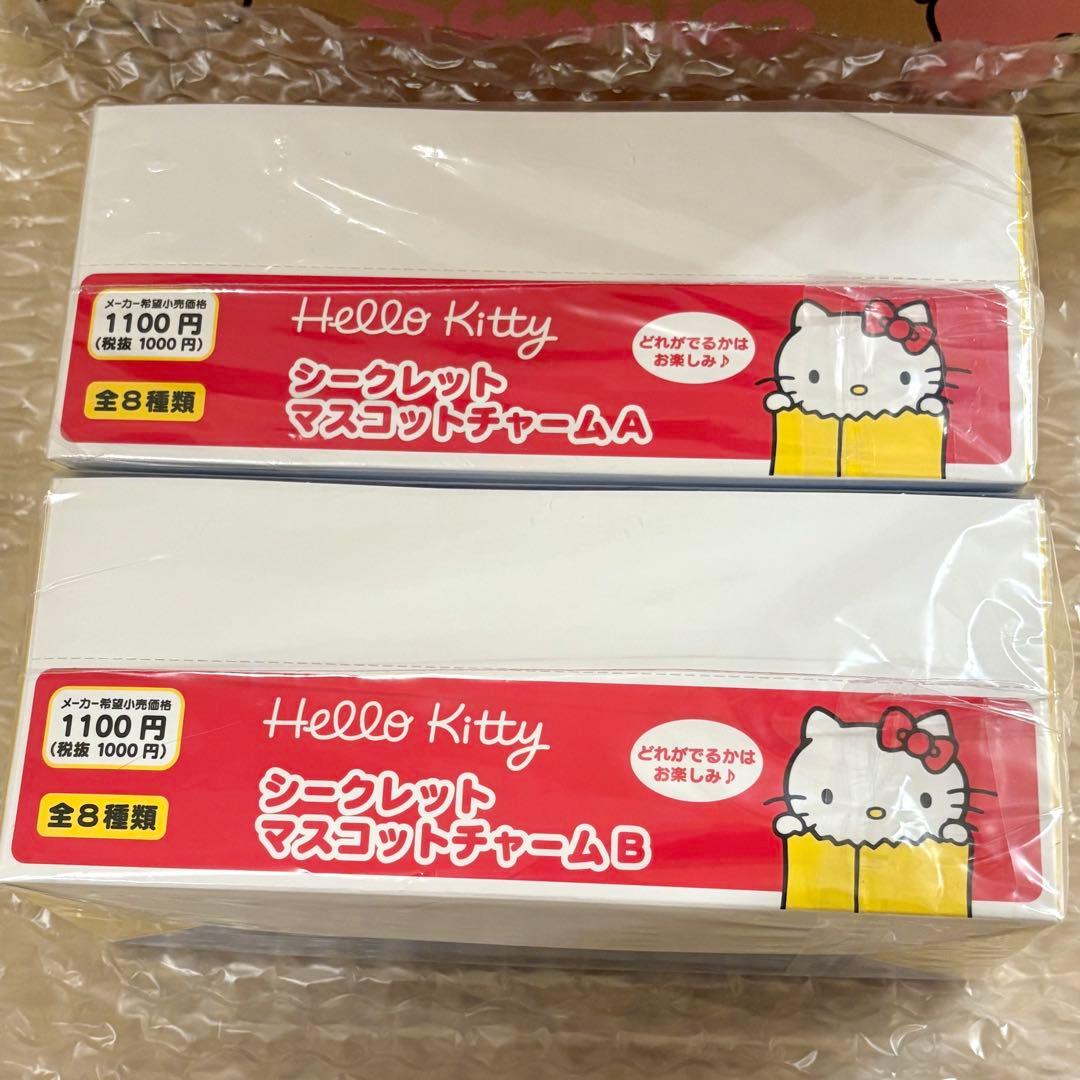 Sanrio
メーカー希望小売価格
1100円
(税抜 1000円)
全8種類
Hello Kitty
シークレット
マスコットチャームA
どれがでるかは
お楽しみ♪
メーカー希望小売価格
1100円
(税抜 1000円)
全8種類
Hello Kitty
シークレット
マスコットチャームB
どれがでるかは
お楽しみ♪